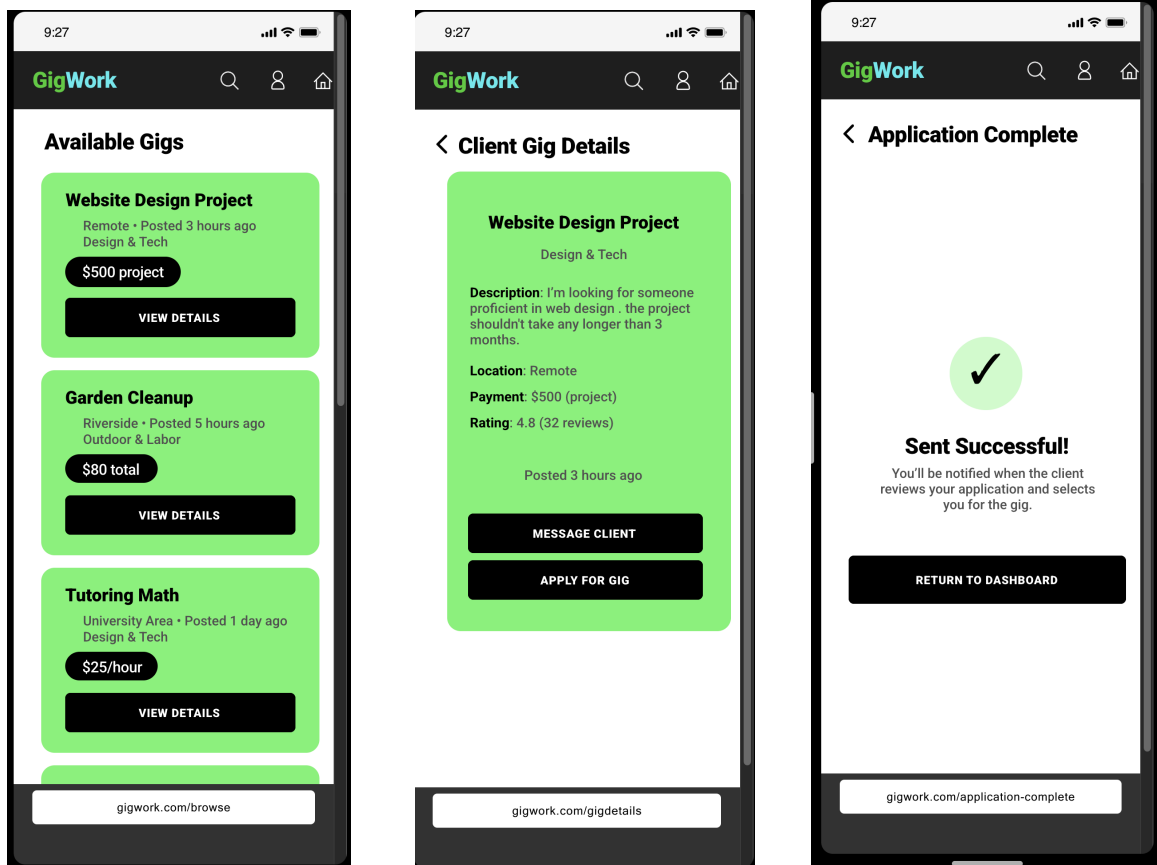 9:27
GigWork
Available Gigs
Website Design Project
Remote • Posted 3 hours ago
Design & Tech
$500 project
VIEW DETAILS
Garden Cleanup
Riverside • Posted 5 hours ago
Outdoor & Labor
$80 total
VIEW DETAILS
Tutoring Math
University Area • Posted 1 day ago
Design & Tech
$25/hour
VIEW DETAILS
gigwork.com/browse
9:27
GigWork
Client Gig Details
Website Design Project
Design & Tech
Description: I’m looking for someone
proficient in web design . the project
shouldn't take any longer than 3
months.
Location: Remote
Payment: $500 (project)
Rating: 4.8 (32 reviews)
Posted 3 hours ago
MESSAGE CLIENT
APPLY FOR GIG
gigwork.com/gigdetails
9:27
GigWork
Application Complete
Sent Successful!
You’ll be notified when the client
reviews your application and selects
you for the gig.
RETURN TO DASHBOARD
gigwork.com/application-complete